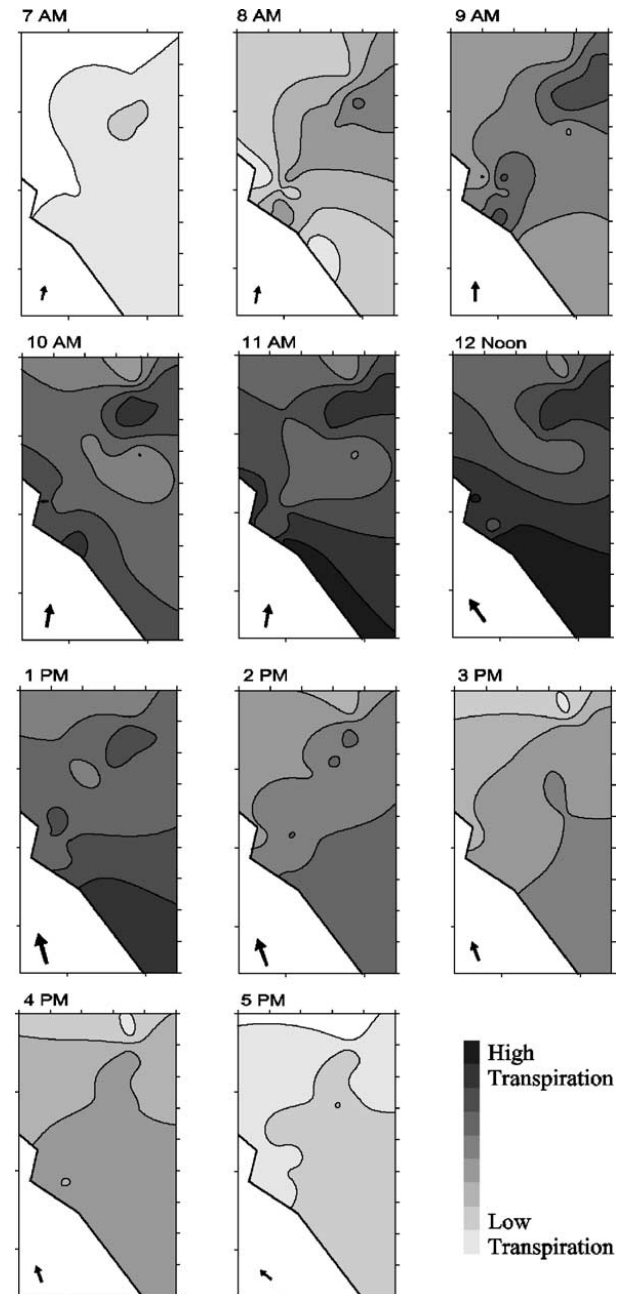 7 AM
8 AM
9 AM
10 AM
11 AM
12 Noon
1 PM
2 PM
3 PM
4 PM
5 PM
High
Transpiration
Low
Transpiration